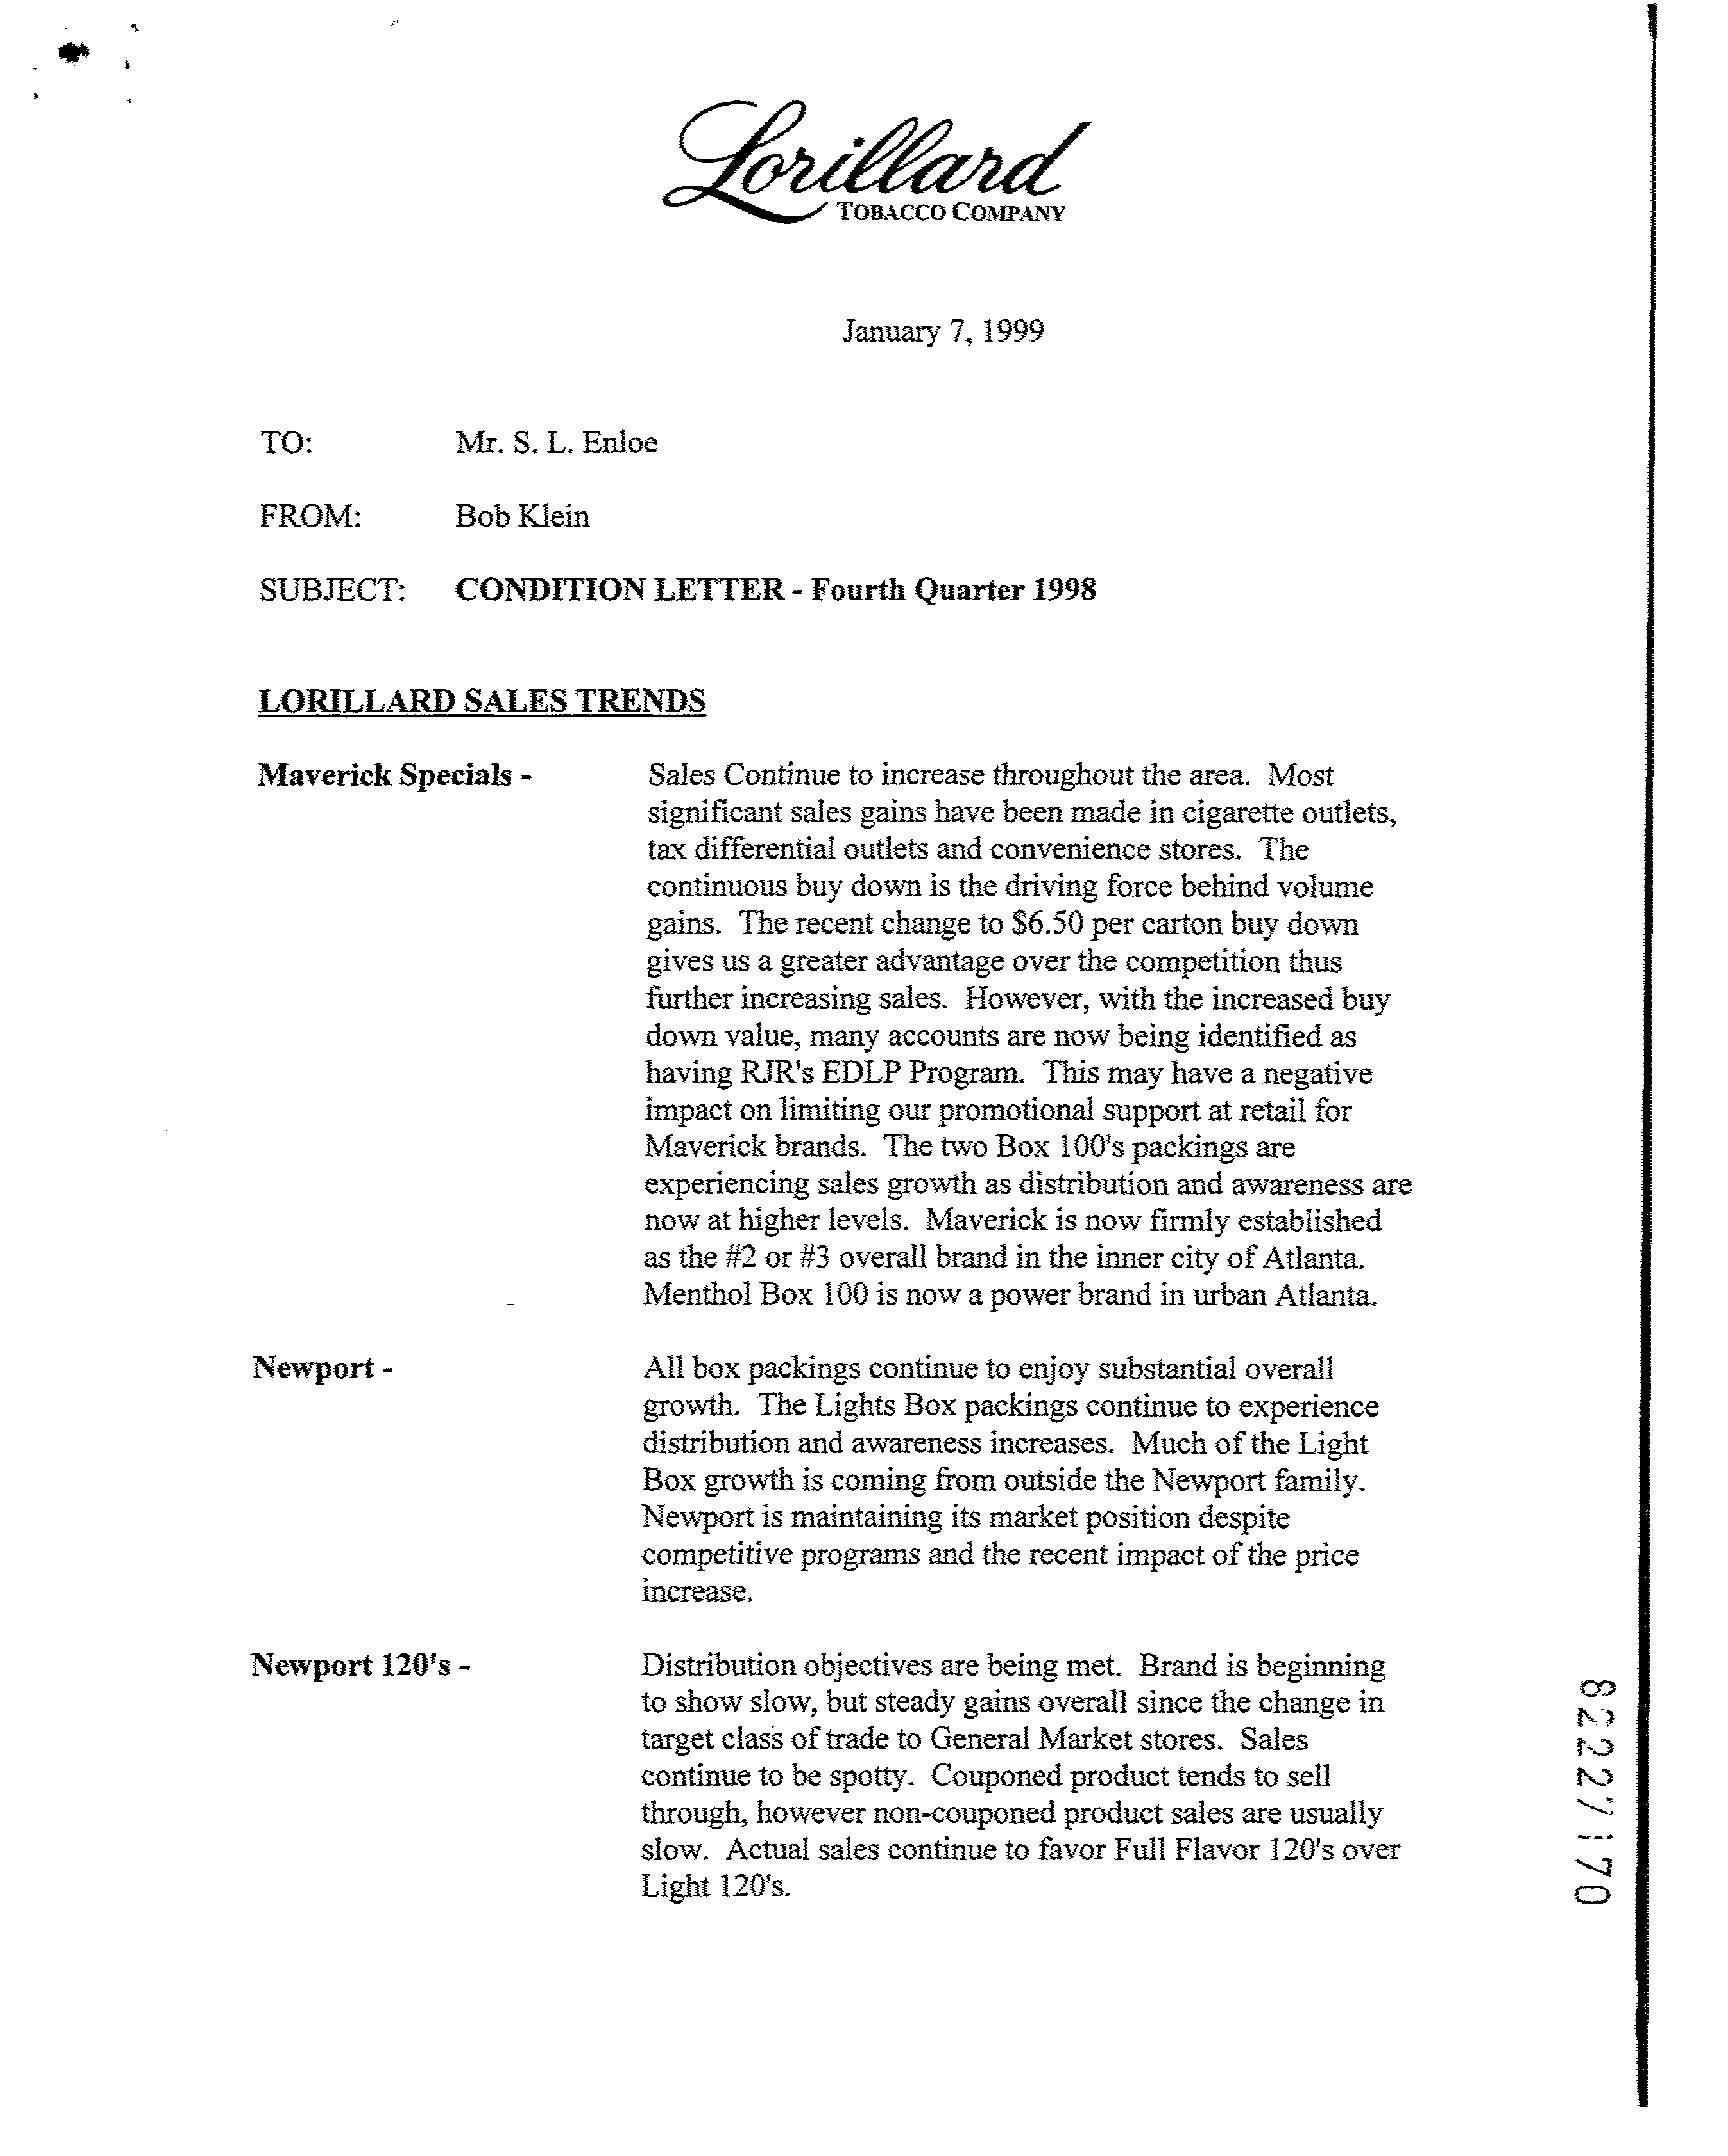 Lorillard
TOBACCO COMPANY
January 7, 1999
TO: Mr. S. L. Enloe
FROM: Bob Klein
SUBJECT: CONDITION LETTER - Fourth Quarter 1998
LORILLARD SALES TRENDS
Maverick Specials - Sales Continue to increase throughout the area. Most
significant sales gains have been made in cigarette outlets,
tax differential outlets and convenience stores. The
continuous buy down is the driving force behind volume
gains. The recent change to $6.50 per carton buy down
gives us a greater advantage over the competition thus
further increasing sales. However, with the increased buy
down value, many accounts are now being identified as
having RJR's EDLP Program. This may have a negative
impact on limiting our promotional support at retail for
Maverick brands. The two Box 100's packings are
experiencing sales growth as distribution and awareness are
now at higher levels. Maverick is now firmly established
as the #2 or #3 overall brand in the inner city of Atlanta.
Menthol Box 100 is now a power brand in urban Atlanta.
Newport - All box packings continue to enjoy substantial overall
growth. The Lights Box packings continue to experience
distribution and awareness increases. Much of the Light
Box growth is coming from outside the Newport family.
Newport is maintaining its market position despite
competitive programs and the recent impact of the price
increase.
Newport 120's - Distribution objectives are being met. Brand is beginning
to show slow, but steady gains overall since the change in
target class of trade to General Market stores. Sales
continue to be spotty. Couponed product tends to sell
through, however non-couponed product sales are usually
slow. Actual sales continue to favor Full Flavor 120's over
Light 120's.
82227170